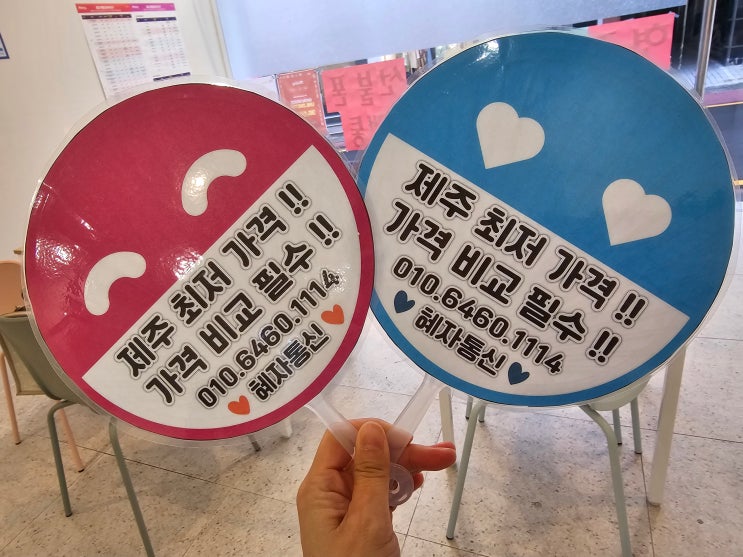 제주 최저 가격 !!
가격 비교 필수 !!
010.6460.1114
혜자통신
제주 최저 가격 !!
가격 비교 필수 !!
010.6460.1114
혜자통신